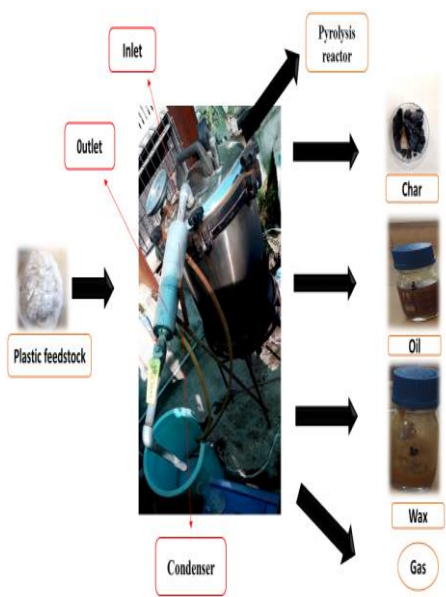 Inlet
Pyrolysis
reactor
Outlet
Char
Plastic feedstock
Oil
Wax
Condenser
Gas